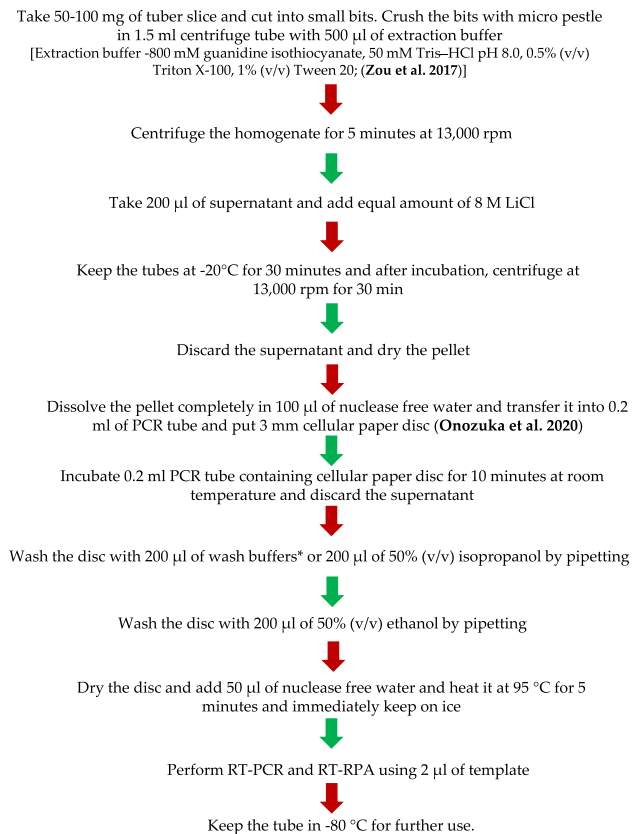 Take 50-100 mg of tuber slice and cut into small bits. Crush the bits with micro pestle
in 1.5 ml centrifuge tube with 500 µl of extraction buffer
[Extraction buffer -800 mM guanidine isothiocyanate, 50 mM Tris–HCl pH 8.0, 0.5% (v/v)
Triton X-100, 1% (v/v) Tween 20; (Zou et al. 2017)]
Centrifuge the homogenate for 5 minutes at 13,000 rpm
Take 200 µl of supernatant and add equal amount of 8 M LiCl
Keep the tubes at -20°C for 30 minutes and after incubation, centrifuge at
13,000 rpm for 30 min
Discard the supernatant and dry the pellet
Dissolve the pellet completely in 100 µl of nuclease free water and transfer it into 0.2
ml of PCR tube and put 3 mm cellular paper disc (Onozuka et al. 2020)
Incubate 0.2 ml PCR tube containing cellular paper disc for 10 minutes at room
temperature and discard the supernatant
Wash the disc with 200 µl of wash buffers* or 200 µl of 50% (v/v) isopropanol by pipetting
Wash the disc with 200 µl of 50% (v/v) ethanol by pipetting
Dry the disc and add 50 µl of nuclease free water and heat it at 95 °C for 5
minutes and immediately keep on ice
Perform RT-PCR and RT-RPA using 2 µl of template
Keep the tube in -80 °C for further use.